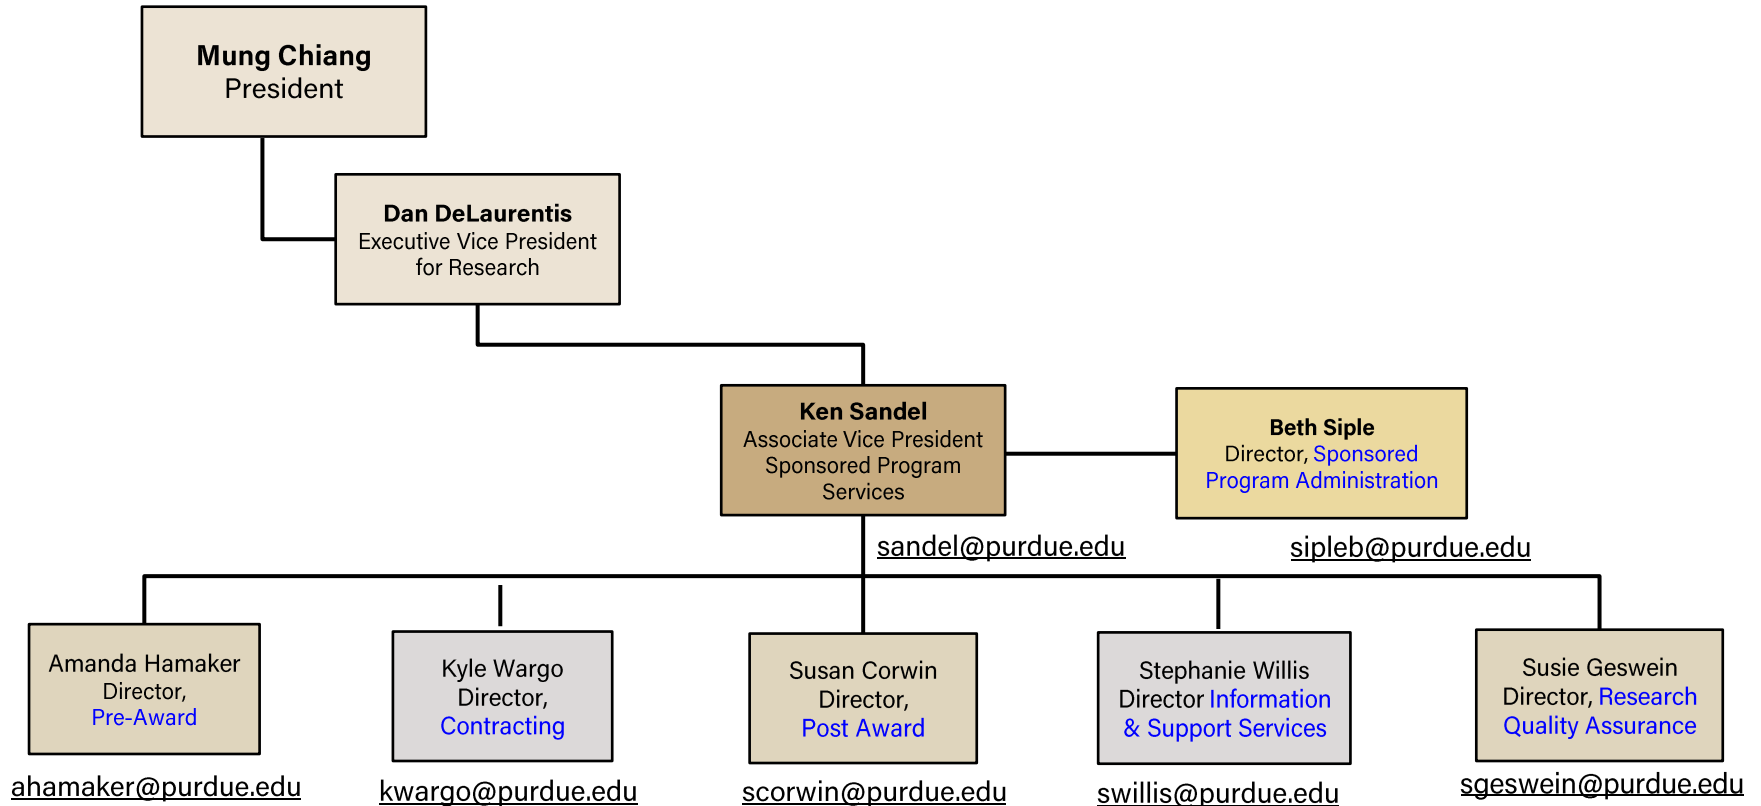 Mung Chiang
President
Dan DeLaurentis
Executive Vice President
for Research
Ken Sandel
Associate Vice President
Sponsored Program
Services
Beth Siple
Director, Sponsored
Program Administration
sandel@purdue.edu
sipleb@purdue.edu
Amanda Hamaker
Director,
Pre-Award
Kyle Wargo
Director,
Contracting
Susan Corwin
Director,
Post Award
Stephanie Willis
Director Information
& Support Services
Susie Geswein
Director, Research
Quality Assurance
ahamaker@purdue.edu
kwargo@purdue.edu
scorwin@purdue.edu
swillis@purdue.edu
sgeswein@purdue.edu